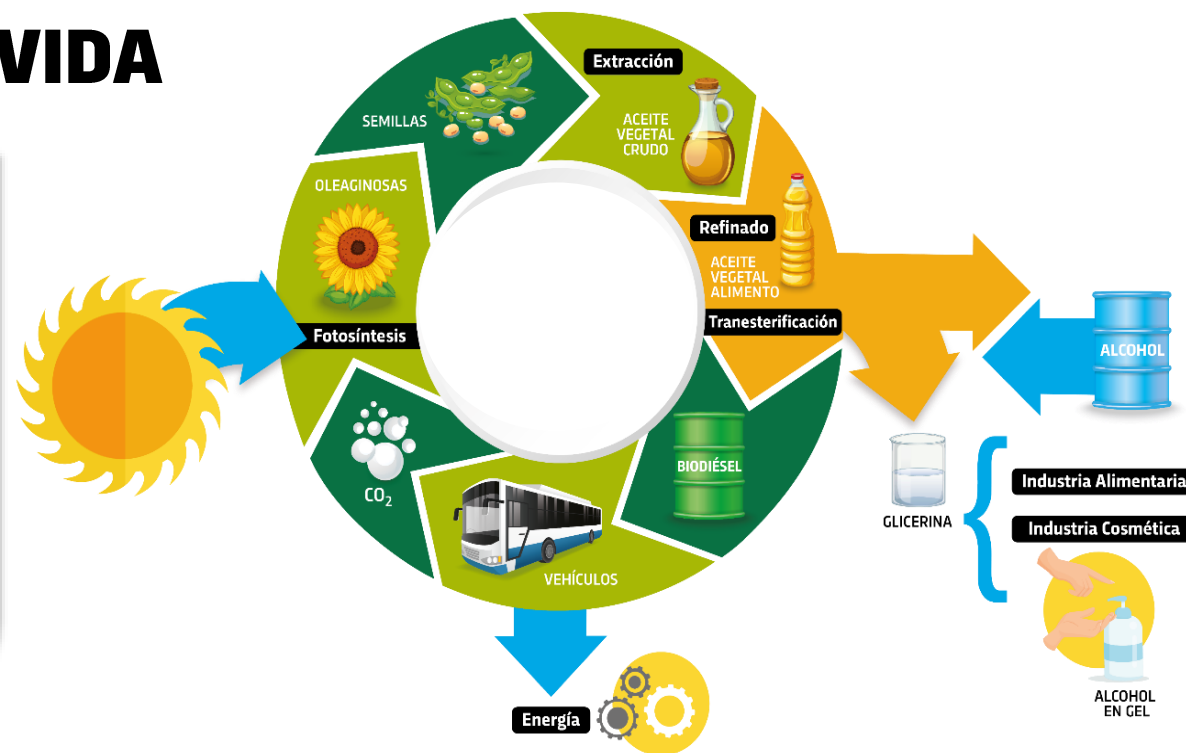 VIDA
Extracción
SEMILLAS
ACEITE
VEGETAL
CRUDO
OLEAGINOSAS
Refinado
ACEITE
VEGETAL
ALIMENTO
Tranesterificación
Fotosíntesis
ALCOHOL
BIODIÉSEL
CO₂
GLICERINA
Industria Alimentaria
Industria Cosmética
VEHÍCULOS
ALCOHOL
EN GEL
Energía